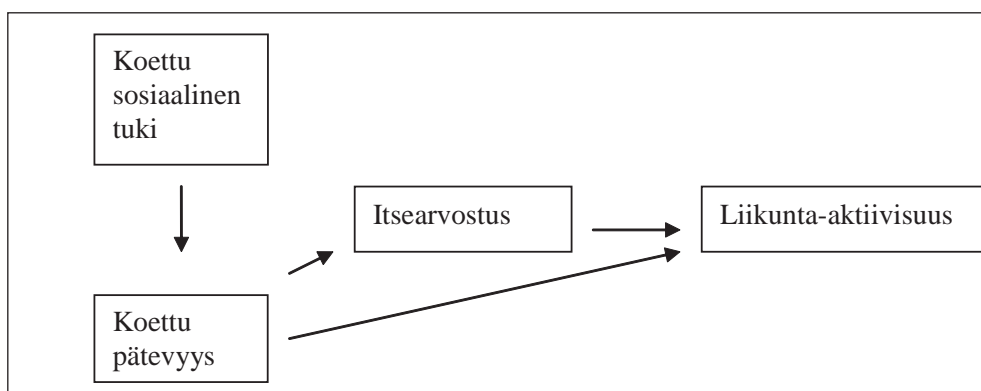 Koettu
sosiaalinen
tuki
Itsearvostus
Liikunta-aktiivisuus
Koettu
pätevyys